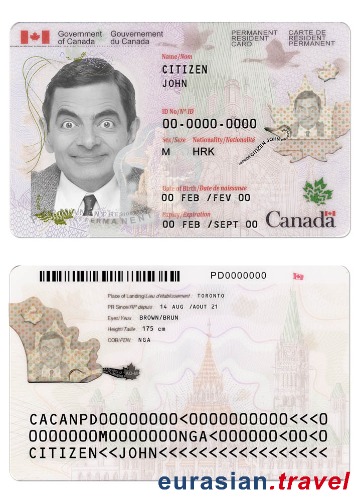 Government of Canada
Gouvernement du Canada
PERMANENT RESIDENT CARD
CARTE DE RÉSIDENT PERMANENT
Name/Nom
CITIZEN
JOHN
ID No/Nº ID
00-0000-0000
Sex/Sexe Nationality/Nationalité
M HRK
Date of Birth /Date de naissance
00 FEB /FEV 00
Expiry /Expiration
00 FEB /SEPT 00
Canada
PD0000000
Place of Landing/Lieu d'établissement: TORONTO
PR Since/RP depuis: 14 AUG /AOUT 21
Eyes/ Yeux: BROWN/BRUN
Height/Taille: 175 cm
COB/PDN: NGA
CACANPD00000000<0000000000<<<0
0000000M0000000NGA<000000<00<0
CITIZEN<<JOHN<<<<<<<<<<<<<<<<<
eurasian.travel